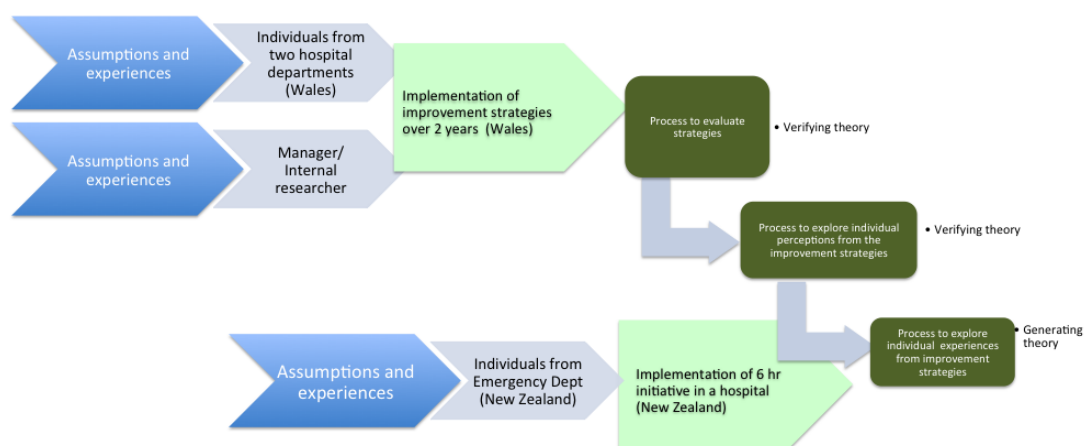 Assumptions and
experiences
Individuals from
two hospital
departments
(Wales)
Implementation of
improvement strategies
over 2 years (Wales)
Process to evaluate
strategies
• Verifying theory
Assumptions and
experiences
Manager/
Internal
researcher
Process to explore individual
perceptions from the
improvement strategies
• Verifying theory
Assumptions and
experiences
Individuals from
Emergency Dept
(New Zealand)
Implementation of 6 hr
initiative in a hospital
(New Zealand)
Process to explore
individual experiences
from improvement
strategies
• Generating
theory